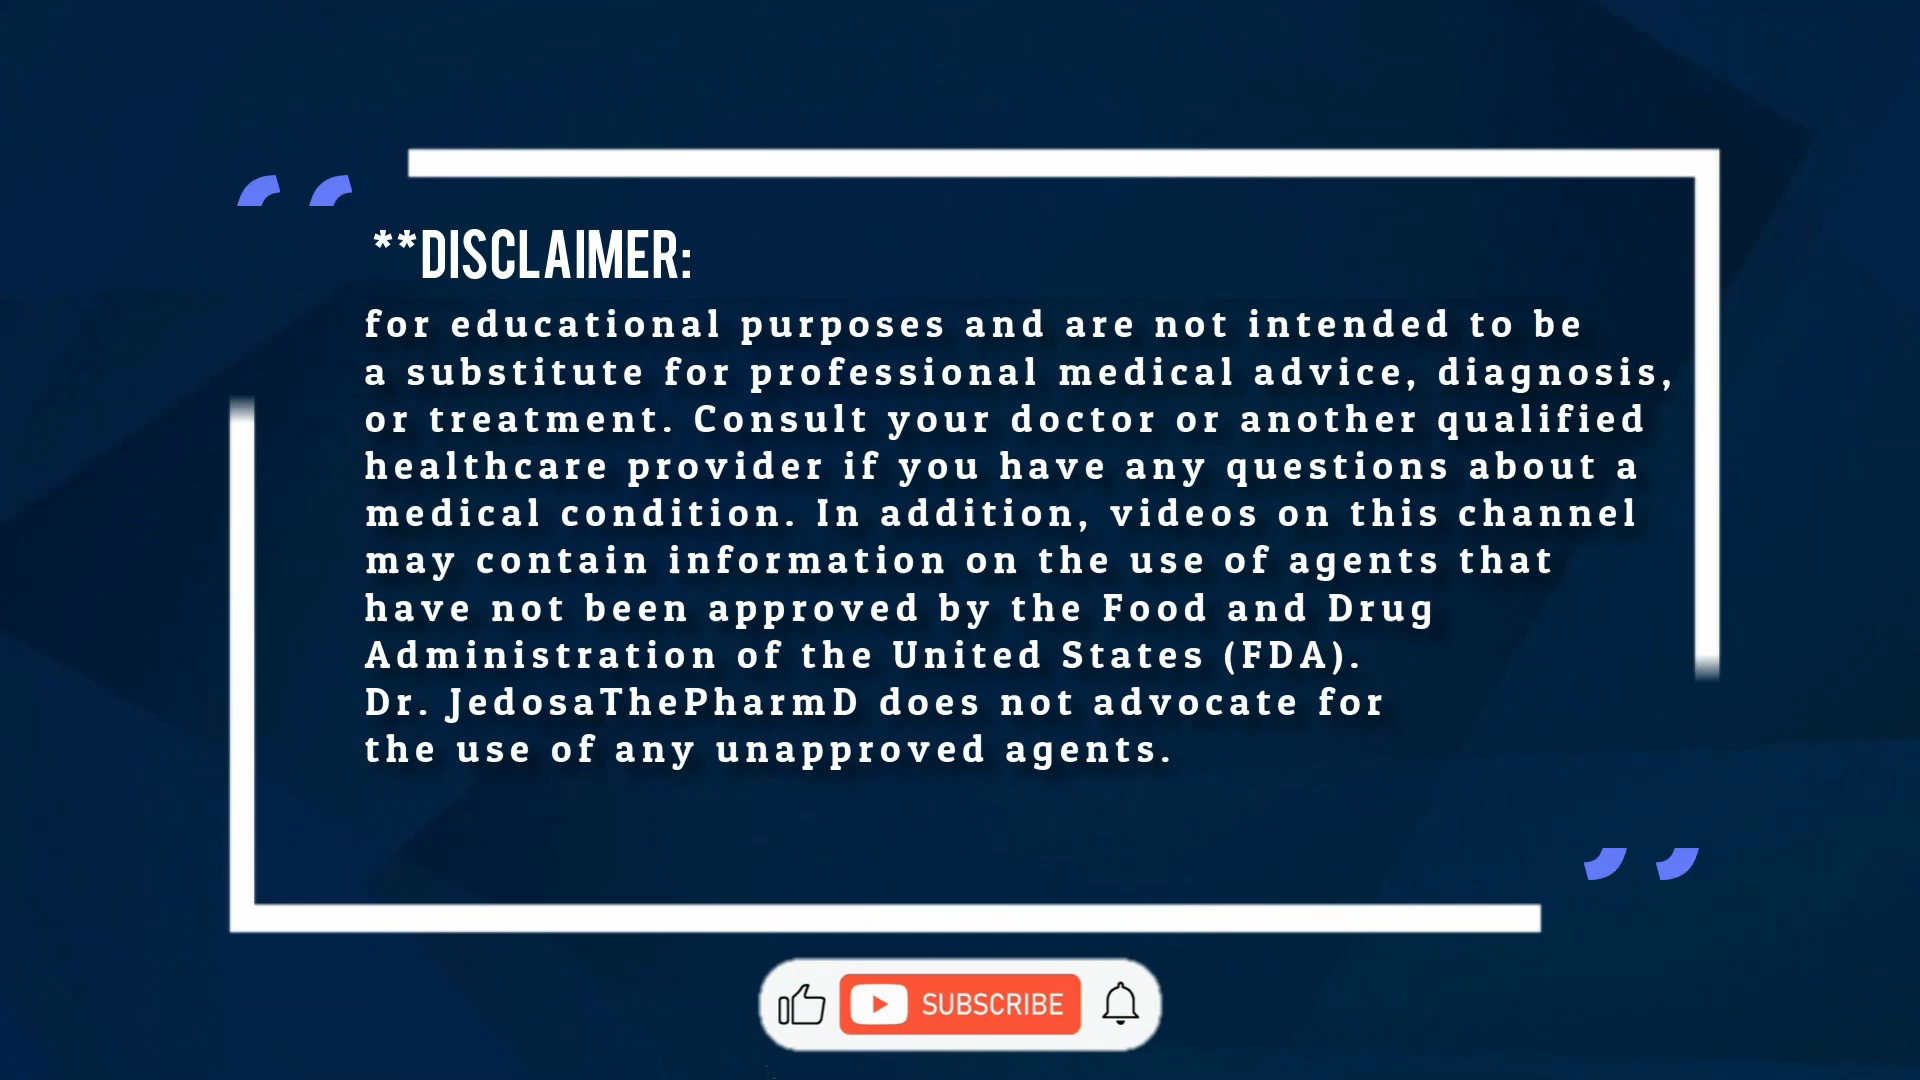 **DISCLAIMER:
for educational purposes and are not intended to be
a substitute for professional medical advice, diagnosis,
or treatment. Consult your doctor or another qualified
healthcare provider if you have any questions about a
medical condition. In addition, videos on this channel
may contain information on the use of agents that
have not been approved by the Food and Drug
Administration of the United States (FDA).
Dr. JedosaThePharmD does not advocate for
the use of any unapproved agents.
SUBSCRIBE